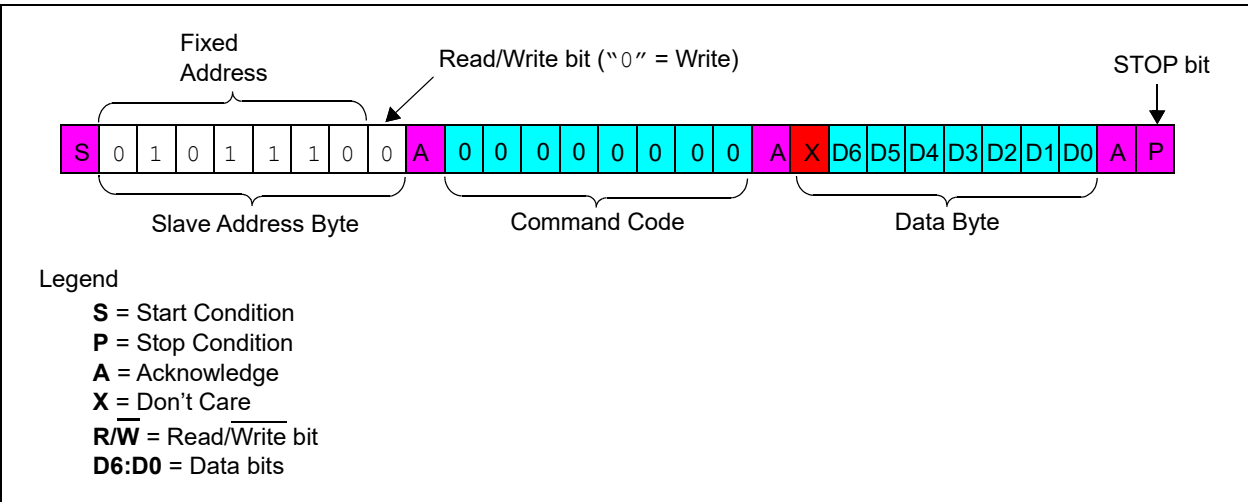 Fixed
Address
Read/Write bit (“0” = Write)
STOP bit
S 0 1 0 1 1 1 0 0 A 0 0 0 0 0 0 0 0 A X D6 D5 D4 D3 D2 D1 D0 A P
Slave Address Byte
Command Code
Data Byte
Legend
S = Start Condition
P = Stop Condition
A = Acknowledge
X = Don’t Care
R/W̅ = Read/W̅r̅i̅t̅e̅ bit
D6:D0 = Data bits